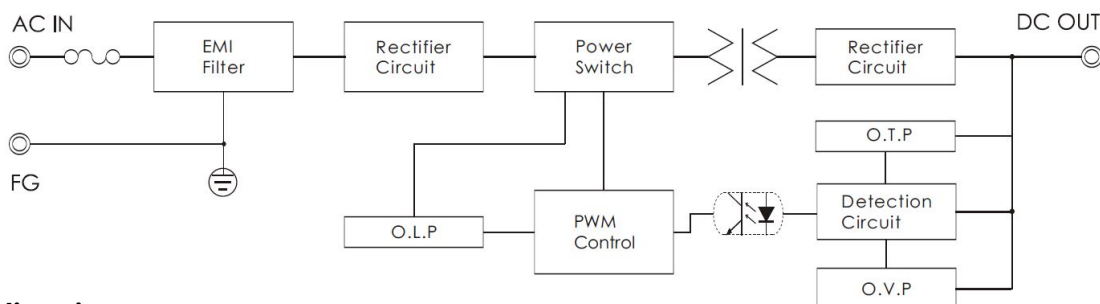 AC IN
DC OUT
EMI
Filter
Rectifier
Circuit
Power
Switch
Rectifier
Circuit
O.T.P
FG
Detection
Circuit
O.L.P
PWM
Control
O.V.P